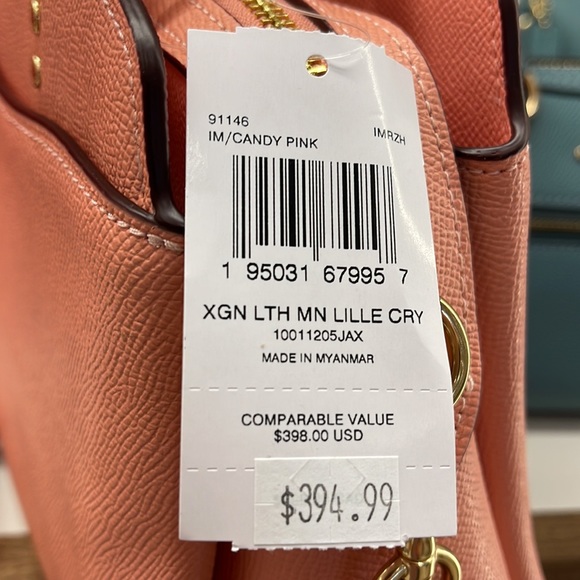 91146
IM/CANDY PINK IMRZH
1 95031 67995 7
XGN LTH MN LILLE CRY
10011205JAX
MADE IN MYANMAR
COMPARABLE VALUE
$398.00 USD
$394.99